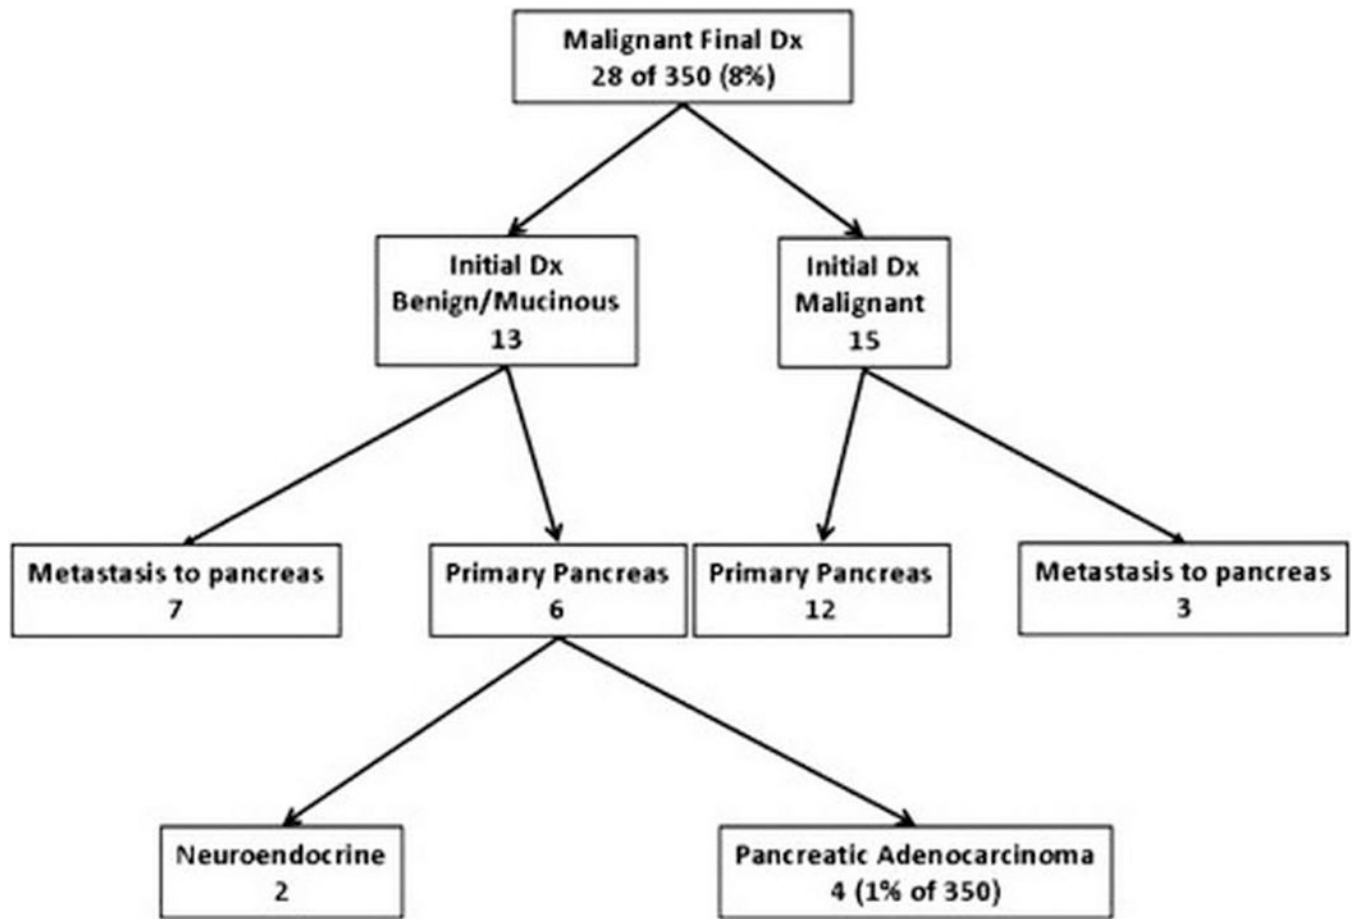 Malignant Final Dx
28 of 350 (8%)
Initial Dx
Benign/Mucinous
13
Initial Dx
Malignant
15
Metastasis to pancreas
7
Primary Pancreas
6
Primary Pancreas
12
Metastasis to pancreas
3
Neuroendocrine
2
Pancreatic Adenocarcinoma
4 (1% of 350)